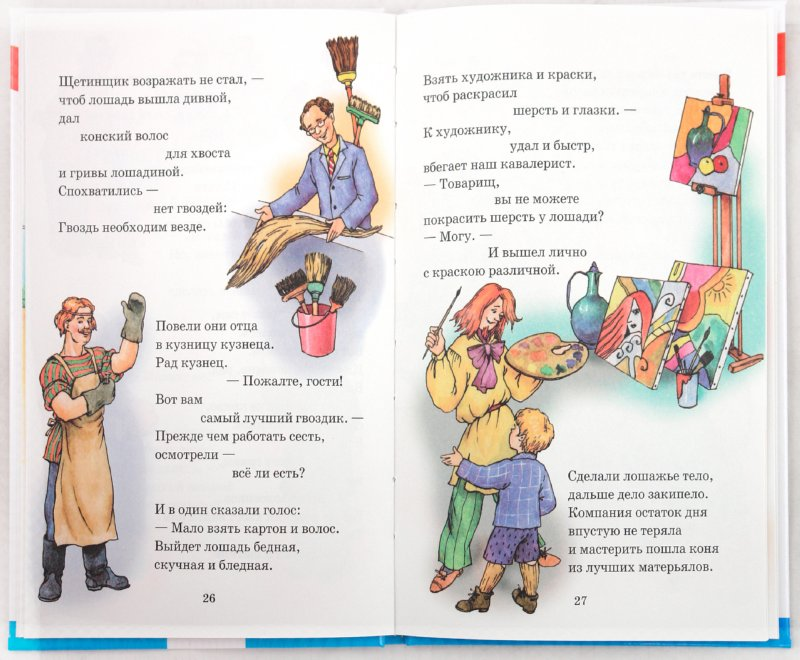 Щетинщик возражать не стал, —
чтоб лошадь вышла дивной,
дал
конский волос
для хвоста
и гривы лошадиной.
Спохватились —
нет гвоздей:
Гвоздь необходим везде.
Повели они отца
в кузницу кузнеца.
Рад кузнец.
— Пожалте, гости!
Вот вам
самый лучший гвоздик. —
Прежде чем работать сесть,
осмотрели —
всё ли есть?
И в один сказали голос:
— Мало взять картон и волос.
Выйдет лошадь бедная,
скучная и бледная.
26
Взять художника и краски,
чтоб раскрасил
шерсть и глазки. —
К художнику,
удал и быстр,
вбегает наш кавалерист.
— Товарищ,
вы не можете
покрасить шерсть у лошади?
— Могу. —
И вышел лично
с краскою различной.
Сделали лошажье тело,
дальше дело закипело.
Компания остаток дня
впустую не теряла
и мастерить пошла коня
из лучших матерьялов.
27